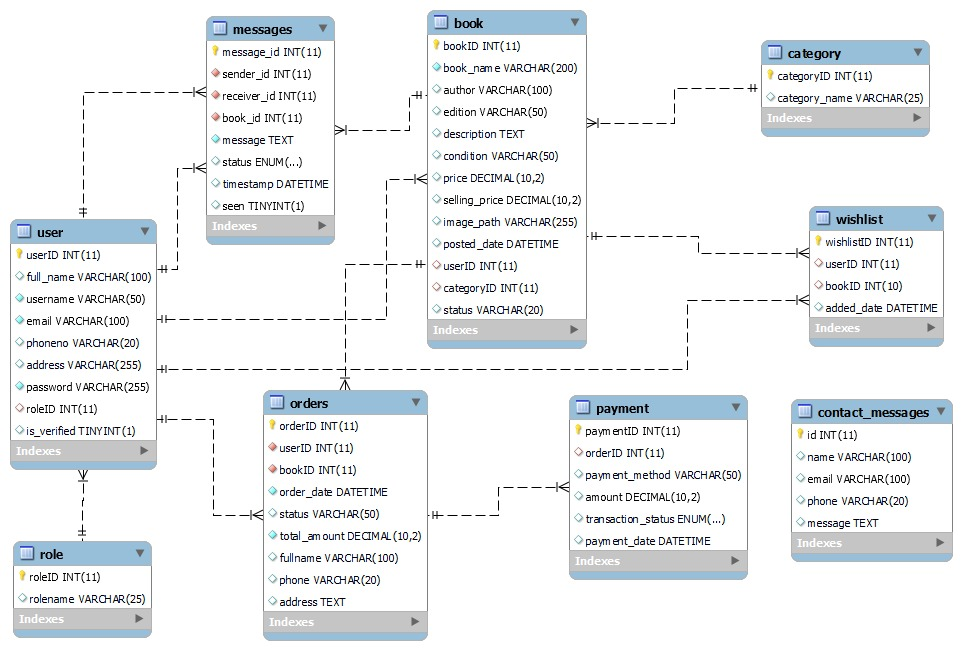 messages
message_id INT(11)
sender_id INT(11)
receiver_id INT(11)
book_id INT(11)
message TEXT
status ENUM(...)
timestamp DATETIME
seen TINYINT(1)
Indexes
book
bookID INT(11)
book_name VARCHAR(200)
author VARCHAR(100)
edition VARCHAR(50)
description TEXT
condition VARCHAR(50)
price DECIMAL(10,2)
selling_price DECIMAL(10,2)
image_path VARCHAR(255)
posted_date DATETIME
userID INT(11)
categoryID INT(11)
status VARCHAR(20)
Indexes
category
categoryID INT(11)
category_name VARCHAR(25)
Indexes
user
userID INT(11)
full_name VARCHAR(100)
username VARCHAR(50)
email VARCHAR(100)
phoneno VARCHAR(20)
address VARCHAR(255)
password VARCHAR(255)
roleID INT(11)
is_verified TINYINT(1)
Indexes
wishlist
wishlistID INT(11)
userID INT(11)
bookID INT(10)
added_date DATETIME
Indexes
orders
orderID INT(11)
userID INT(11)
bookID INT(11)
order_date DATETIME
status VARCHAR(50)
total_amount DECIMAL(10,2)
fullname VARCHAR(100)
phone VARCHAR(20)
address TEXT
Indexes
payment
paymentID INT(11)
orderID INT(11)
payment_method VARCHAR(50)
amount DECIMAL(10,2)
transaction_status ENUM(...)
payment_date DATETIME
Indexes
contact_messages
id INT(11)
name VARCHAR(100)
email VARCHAR(100)
phone VARCHAR(20)
message TEXT
Indexes
role
roleID INT(11)
rolename VARCHAR(25)
Indexes